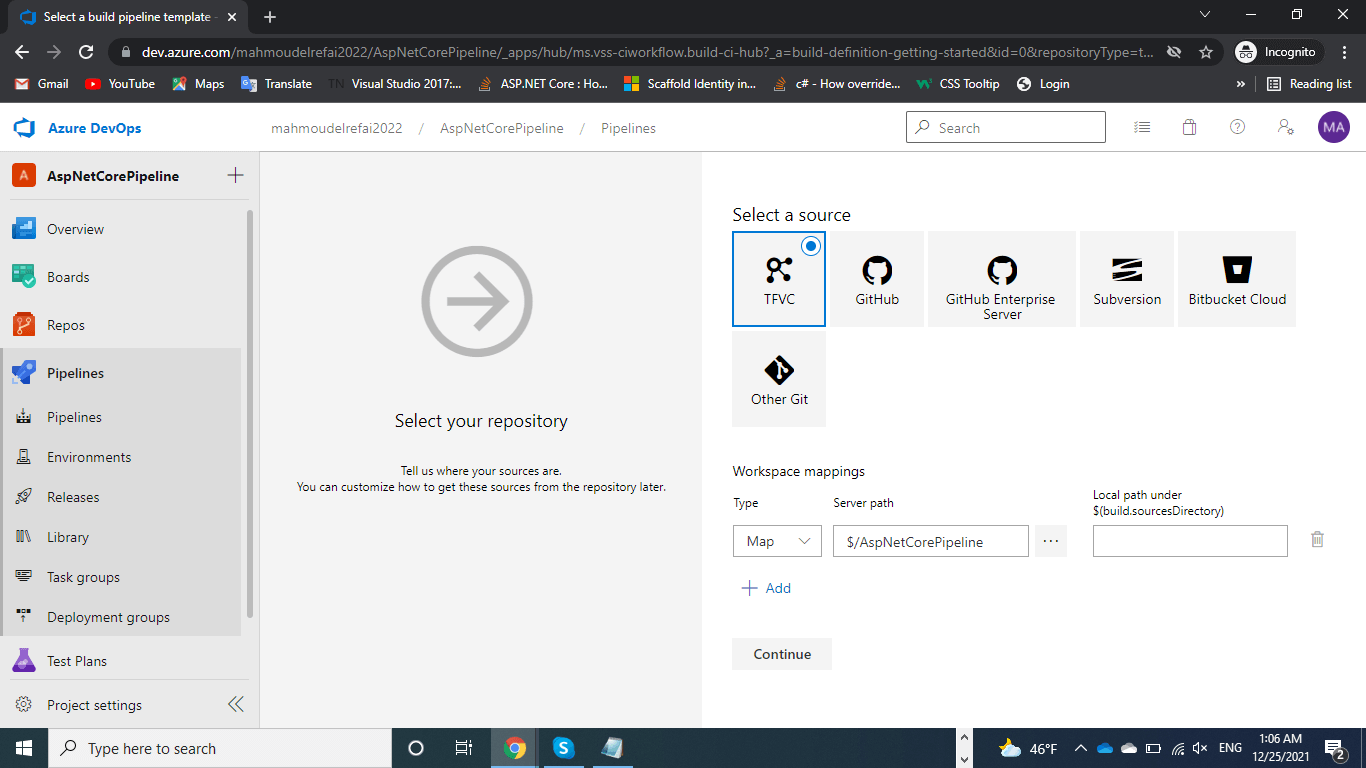 Select a build pipeline template -
dev.azure.com/mahmoudelrefai2022/AspNetCorePipeline/_apps/hub/ms.vss-ciworkflow.build-ci-hub?_a=build-definition-getting-started&id=0&repositoryType=t...
Incognito
Gmail YouTube Maps Translate TN Visual Studio 2017:... ASP.NET Core : Ho... Scaffold Identity in... c# - How override... CSS Tooltip Login » Reading list
Azure DevOps
mahmoudelrefai2022 / AspNetCorePipeline / Pipelines
Search
MA
A AspNetCorePipeline
Overview
Boards
Repos
Pipelines
Pipelines
Environments
Releases
Library
Task groups
Deployment groups
Test Plans
Project settings
Select your repository
Tell us where your sources are.
You can customize how to get these sources from the repository later.
Select a source
TFVC
GitHub
GitHub Enterprise
Server
Subversion
Bitbucket Cloud
Other Git
Workspace mappings
Type
Server path
Local path under
$(build.sourcesDirectory)
Map
$/AspNetCorePipeline
...
Add
Continue
Type here to search
46°F
ENG
1:06 AM
12/25/2021
2